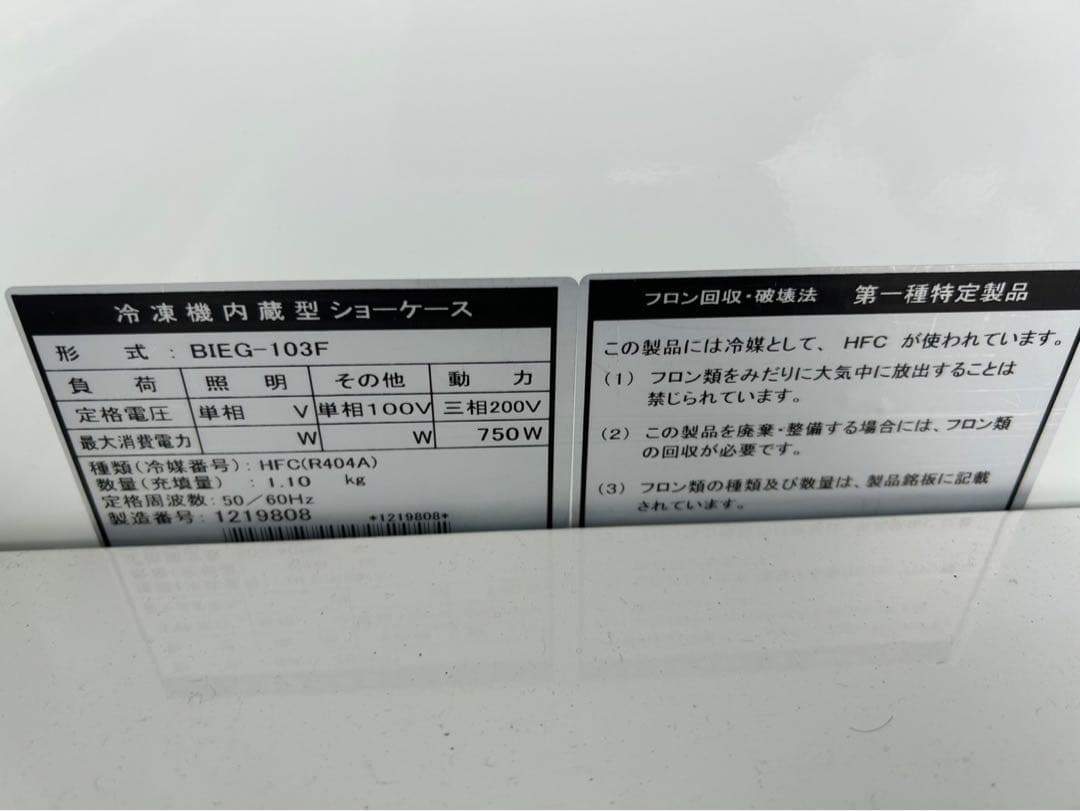 冷凍機内蔵型 ショーケース
形 式 : BIEG-103F
負 荷 照 明 その他 動 力
定格電圧 単相 V 単相100V 三相200V
最大消費電力 W W 750W
種類(冷媒番号): HFC(R404A)
数量(充填量) : 1.10 kg
定格周波数: 50/60Hz
製造番号: 1219808 *1219808*
フロン回収・破壊法 第一種特定製品
この製品には冷媒として、 HFC が使われています。
(1) フロン類をみだりに大気中に放出することは
禁じられています。
(2) この製品を廃棄・整備する場合には、フロン類
の回収が必要です。
(3) フロン類の種類及び数量は、製品銘板に記載
されています。